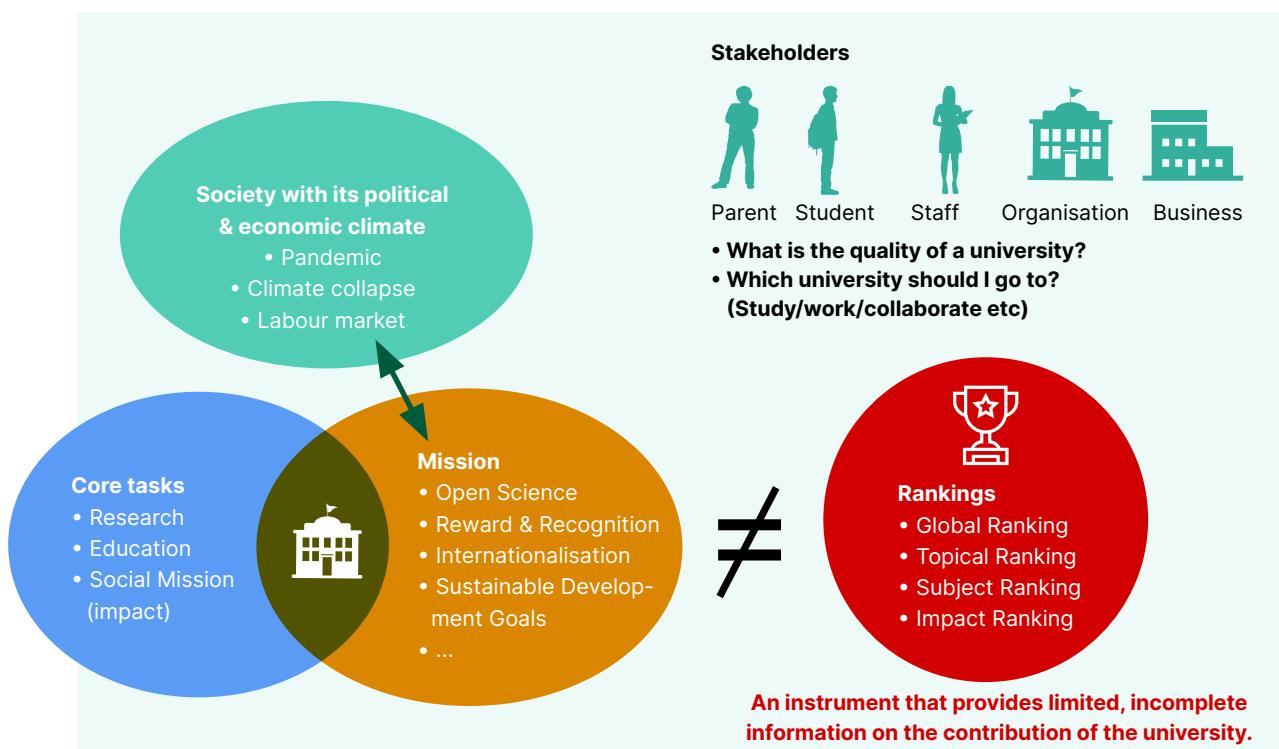 Stakeholders
Parent
Student
Staff
Organisation
Business
• What is the quality of a university?
• Which university should I go to?
(Study/work/collaborate etc)
Society with its political
& economic climate
• Pandemic
• Climate collapse
• Labour market
Core tasks
• Research
• Education
• Social Mission
(impact)
Mission
• Open Science
• Reward & Recognition
• Internationalisation
• Sustainable Develop-
ment Goals
• ...
≠
Rankings
• Global Ranking
• Topical Ranking
• Subject Ranking
• Impact Ranking
An instrument that provides limited, incomplete
information on the contribution of the university.